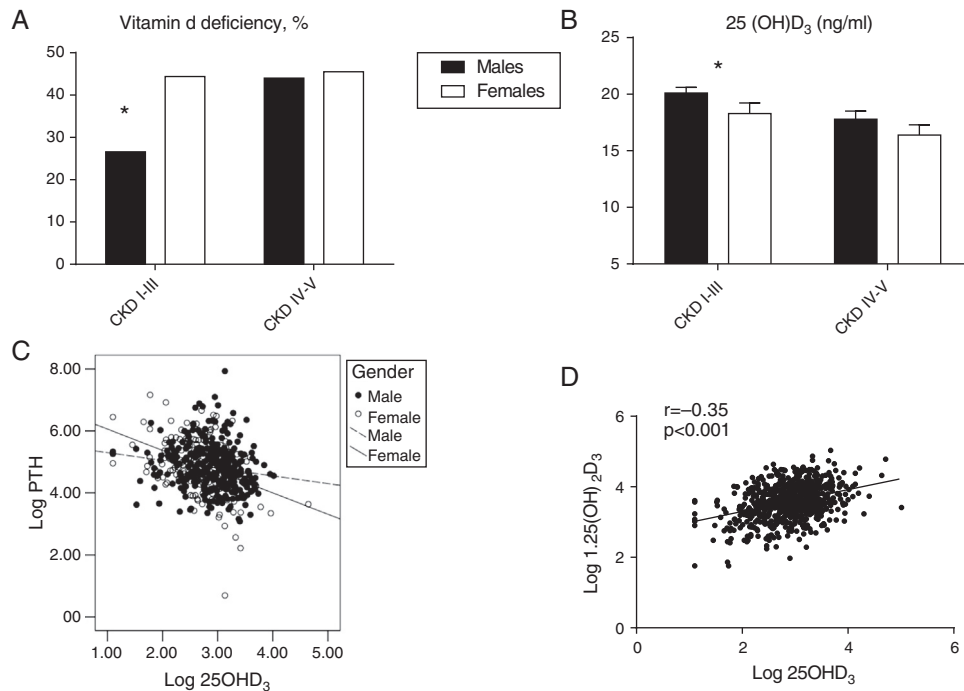 A
Vitamin d deficiency, %
50
40
30
20
10
0
*
CKD I-III
CKD IV-V
Males
Females
B
25 (OH)D₃ (ng/ml)
25
20
15
10
5
*
CKD I-III
CKD IV-V
C
Log PTH
8.00
6.00
4.00
2.00
00
1.00 2.00 3.00 4.00 5.00
Log 25OHD₃
Gender
Male
Female
Male
Female
D
r=–0.35
p<0.001
Log 1.25(OH) ₂D₃
6
4
2
0
0 2 4 6
Log 25OHD₃